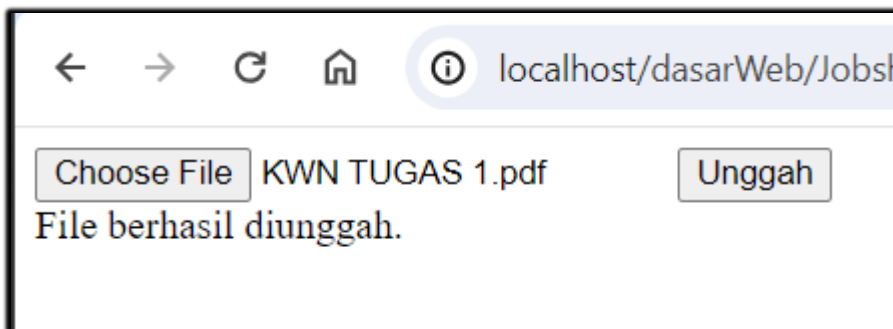 localhost/dasarWeb/Jobs
Choose File KWN TUGAS 1.pdf Unggah
File berhasil diunggah.